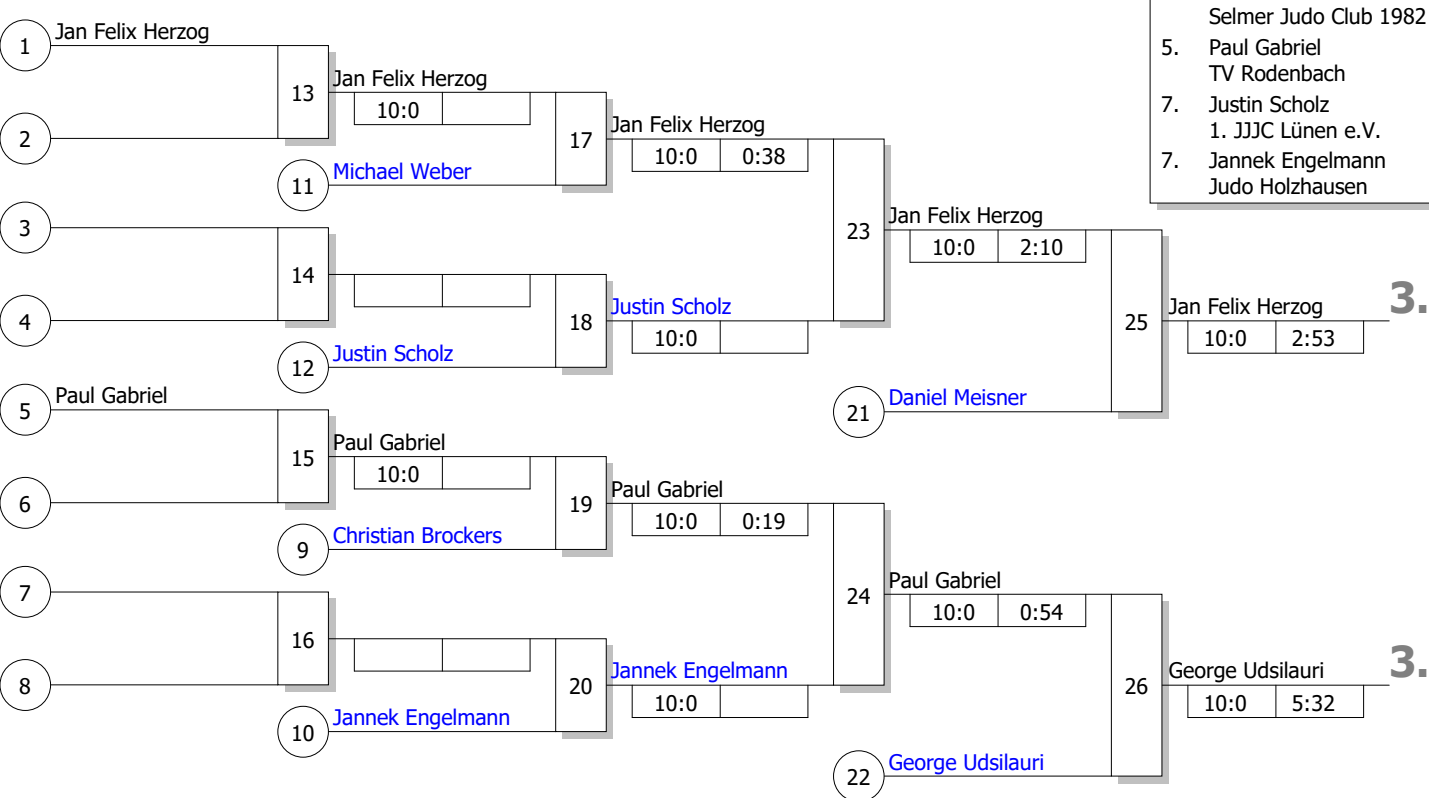 Selmer Judo Club 1982
5. Paul Gabriel
TV Rodenbach
7. Justin Scholz
1. JJJC Lünen e.V.
7. Jannek Engelmann
Judo Holzhausen
1 Jan Felix Herzog
13 Jan Felix Herzog
10:0
2
17 Jan Felix Herzog
10:0 0:38
11 Michael Weber
3
23 Jan Felix Herzog
10:0 2:10
14
4
18 Justin Scholz
10:0
12 Justin Scholz
25 Jan Felix Herzog 3.
10:0 2:53
5 Paul Gabriel
21 Daniel Meisner
15 Paul Gabriel
10:0
6
19 Paul Gabriel
10:0 0:19
9 Christian Brockers
7
24 Paul Gabriel
10:0 0:54
16
8
20 Jannek Engelmann
10:0
10 Jannek Engelmann
26 George Udsilauri 3.
10:0 5:32
22 George Udsilauri